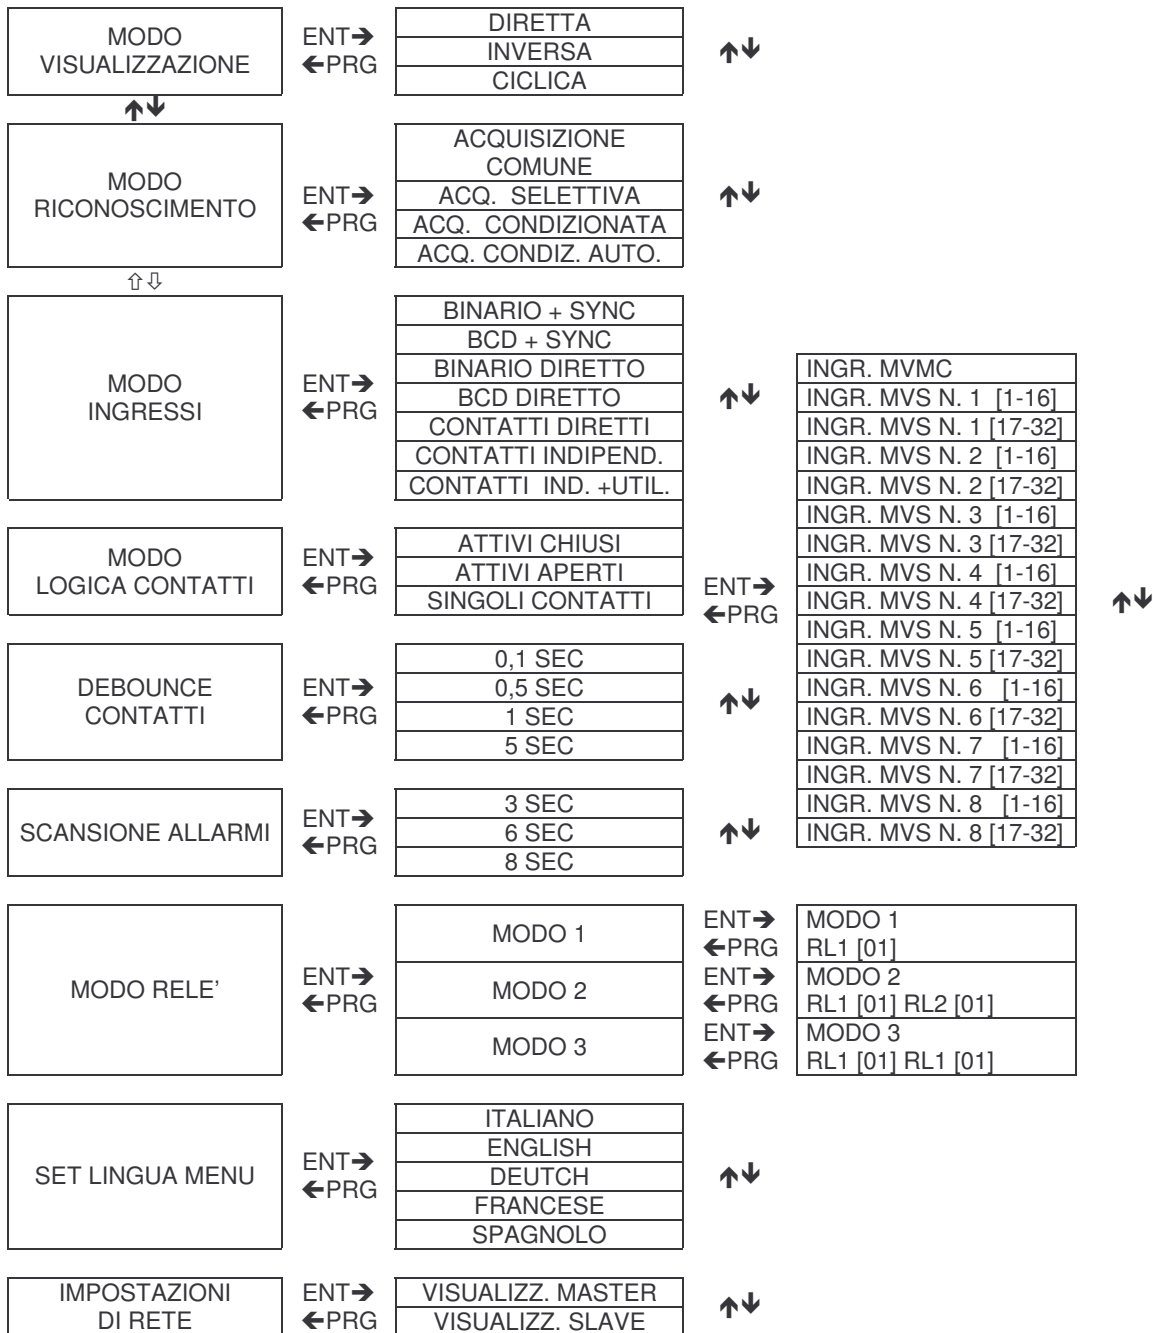 MODO
VISUALIZZAZIONE
ENT➔
🡸PRG
DIRETTA
INVERSA
CICLICA
🡹🡻
🡹🡻
MODO
RICONOSCIMENTO
ENT➔
🡸PRG
ACQUISIZIONE
COMUNE
ACQ. SELETTIVA
ACQ. CONDIZIONATA
ACQ. CONDIZ. AUTO.
🡹🡻
⇧⇩
MODO
INGRESSI
ENT➔
🡸PRG
BINARIO + SYNC
BCD + SYNC
BINARIO DIRETTO
BCD DIRETTO
CONTATTI DIRETTI
CONTATTI INDIPEND.
CONTATTI IND. +UTIL.
🡹🡻
MODO
LOGICA CONTATTI
ENT➔
🡸PRG
ATTIVI CHIUSI
ATTIVI APERTI
SINGOLI CONTATTI
ENT➔
🡸PRG
INGR. MVMC
INGR. MVS N. 1 [1-16]
INGR. MVS N. 1 [17-32]
INGR. MVS N. 2 [1-16]
INGR. MVS N. 2 [17-32]
INGR. MVS N. 3 [1-16]
INGR. MVS N. 3 [17-32]
INGR. MVS N. 4 [1-16]
INGR. MVS N. 4 [17-32]
INGR. MVS N. 5 [1-16]
INGR. MVS N. 5 [17-32]
INGR. MVS N. 6 [1-16]
INGR. MVS N. 6 [17-32]
INGR. MVS N. 7 [1-16]
INGR. MVS N. 7 [17-32]
INGR. MVS N. 8 [1-16]
INGR. MVS N. 8 [17-32]
🡹🡻
DEBOUNCE
CONTATTI
ENT➔
🡸PRG
0,1 SEC
0,5 SEC
1 SEC
5 SEC
🡹🡻
SCANSIONE ALLARMI
ENT➔
🡸PRG
3 SEC
6 SEC
8 SEC
🡹🡻
MODO RELE’
ENT➔
🡸PRG
MODO 1
ENT➔
🡸PRG
MODO 1
RL1 [01]
MODO 2
ENT➔
🡸PRG
MODO 2
RL1 [01] RL2 [01]
MODO 3
ENT➔
🡸PRG
MODO 3
RL1 [01] RL1 [01]
SET LINGUA MENU
ENT➔
🡸PRG
ITALIANO
ENGLISH
DEUTCH
FRANCESE
SPAGNOLO
🡹🡻
IMPOSTAZIONI
DI RETE
ENT➔
🡸PRG
VISUALIZZ. MASTER
VISUALIZZ. SLAVE
🡹🡻